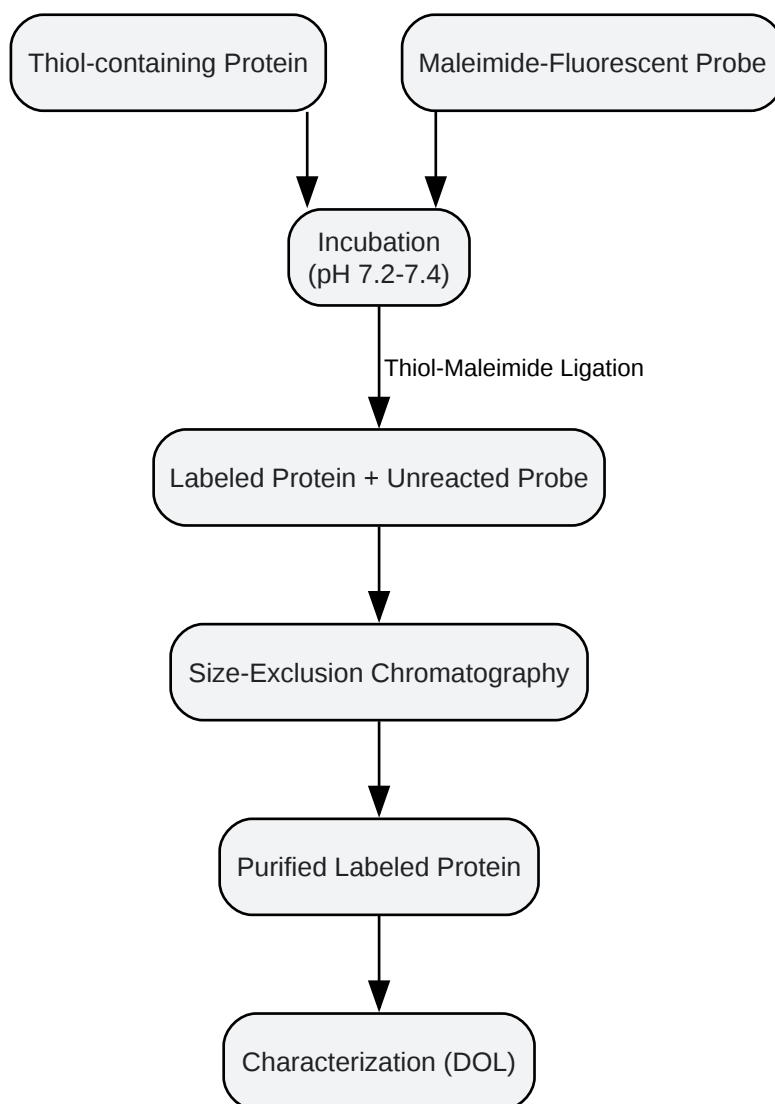 Thiol-containing Protein
Maleimide-Fluorescent Probe
Incubation
(pH 7.2-7.4)
Thiol-Maleimide Ligation
Labeled Protein + Unreacted Probe
Size-Exclusion Chromatography
Purified Labeled Protein
Characterization (DOL)